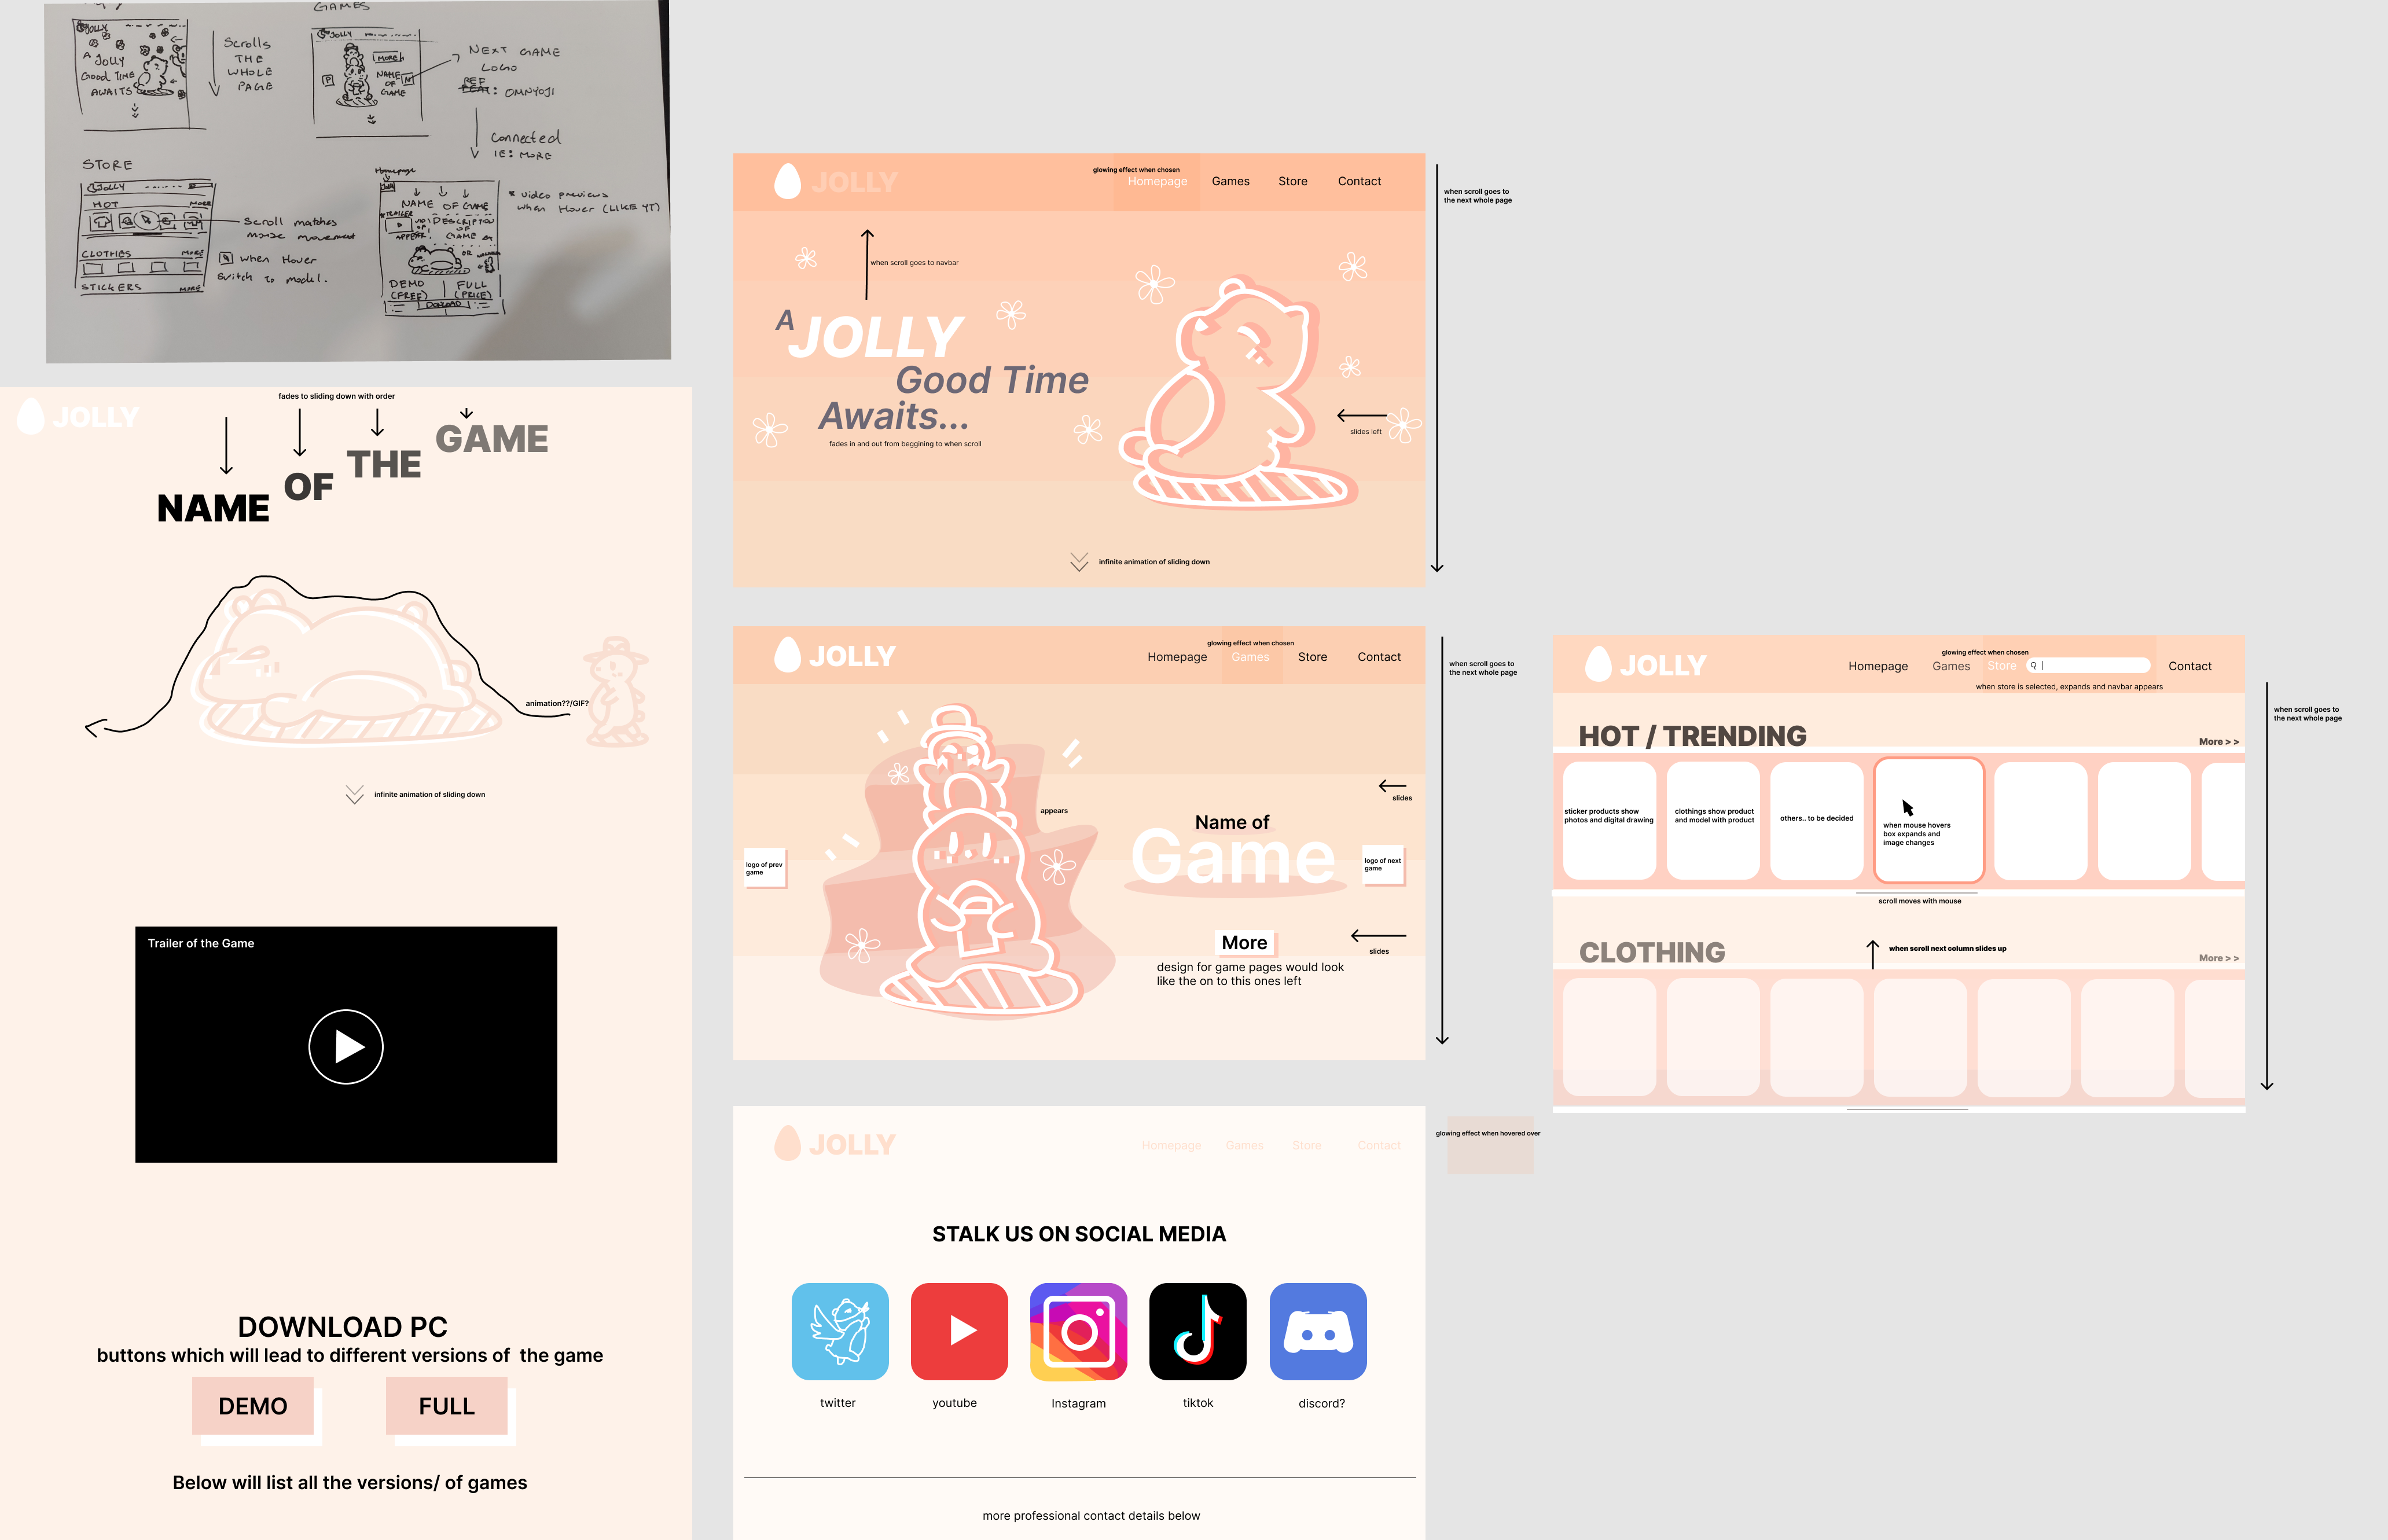 GAMES
JOLLY
A
JOLLY
GOOD TIME
AWAITS
Scrolls
THE
WHOLE
PAGE
JOLLY
MORE
P
NAME
OF
GAME
N
NEXT GAME
LOGO
REF
: OMNYOJI
Connected
IE: MORE
STORE
JOLLY
HOT
MORE
Scroll matches
mouse movement
CLOTHES
MORE
when Hover
Switch to model.
STICKERS
MORE
Homepage
NAME OF GAME
TRAILER
DESCRIPTION
OF
GAME
APPEAR
OR
DEMO
(FREE)
FULL
(PRICE)
* video previews
when Hover (LIKE YT)
JOLLY
fades to sliding down with order
NAME
OF
THE
GAME
animation??/GIF?
infinite animation of sliding down
Trailer of the Game
DOWNLOAD PC
buttons which will lead to different versions of the game
DEMO
FULL
Below will list all the versions/ of games
JOLLY
glowing effect when chosen
Homepage
Games
Store
Contact
when scroll goes to
the next whole page
when scroll goes to navbar
A
JOLLY
Good Time
Awaits...
fades in and out from beggining to when scroll
slides left
infinite animation of sliding down
JOLLY
glowing effect when chosen
Homepage
Games
Store
Contact
when scroll goes to
the next whole page
slides
appears
Name of
Game
logo of prev
game
logo of next
game
More
slides
design for game pages would look
like the on to this ones left
JOLLY
Homepage
Games
Store
Contact
glowing effect when hovered over
STALK US ON SOCIAL MEDIA
twitter
youtube
Instagram
tiktok
discord?
more professional contact details below
JOLLY
glowing effect when chosen
Homepage
Games
Store
Contact
when store is selected, expands and navbar appears
when scroll goes to
the next whole page
HOT / TRENDING
More > >
sticker products show
photos and digital drawing
clothings show product
and model with product
others.. to be decided
when mouse hovers
box expands and
image changes
scroll moves with mouse
CLOTHING
when scroll next column slides up
More > >